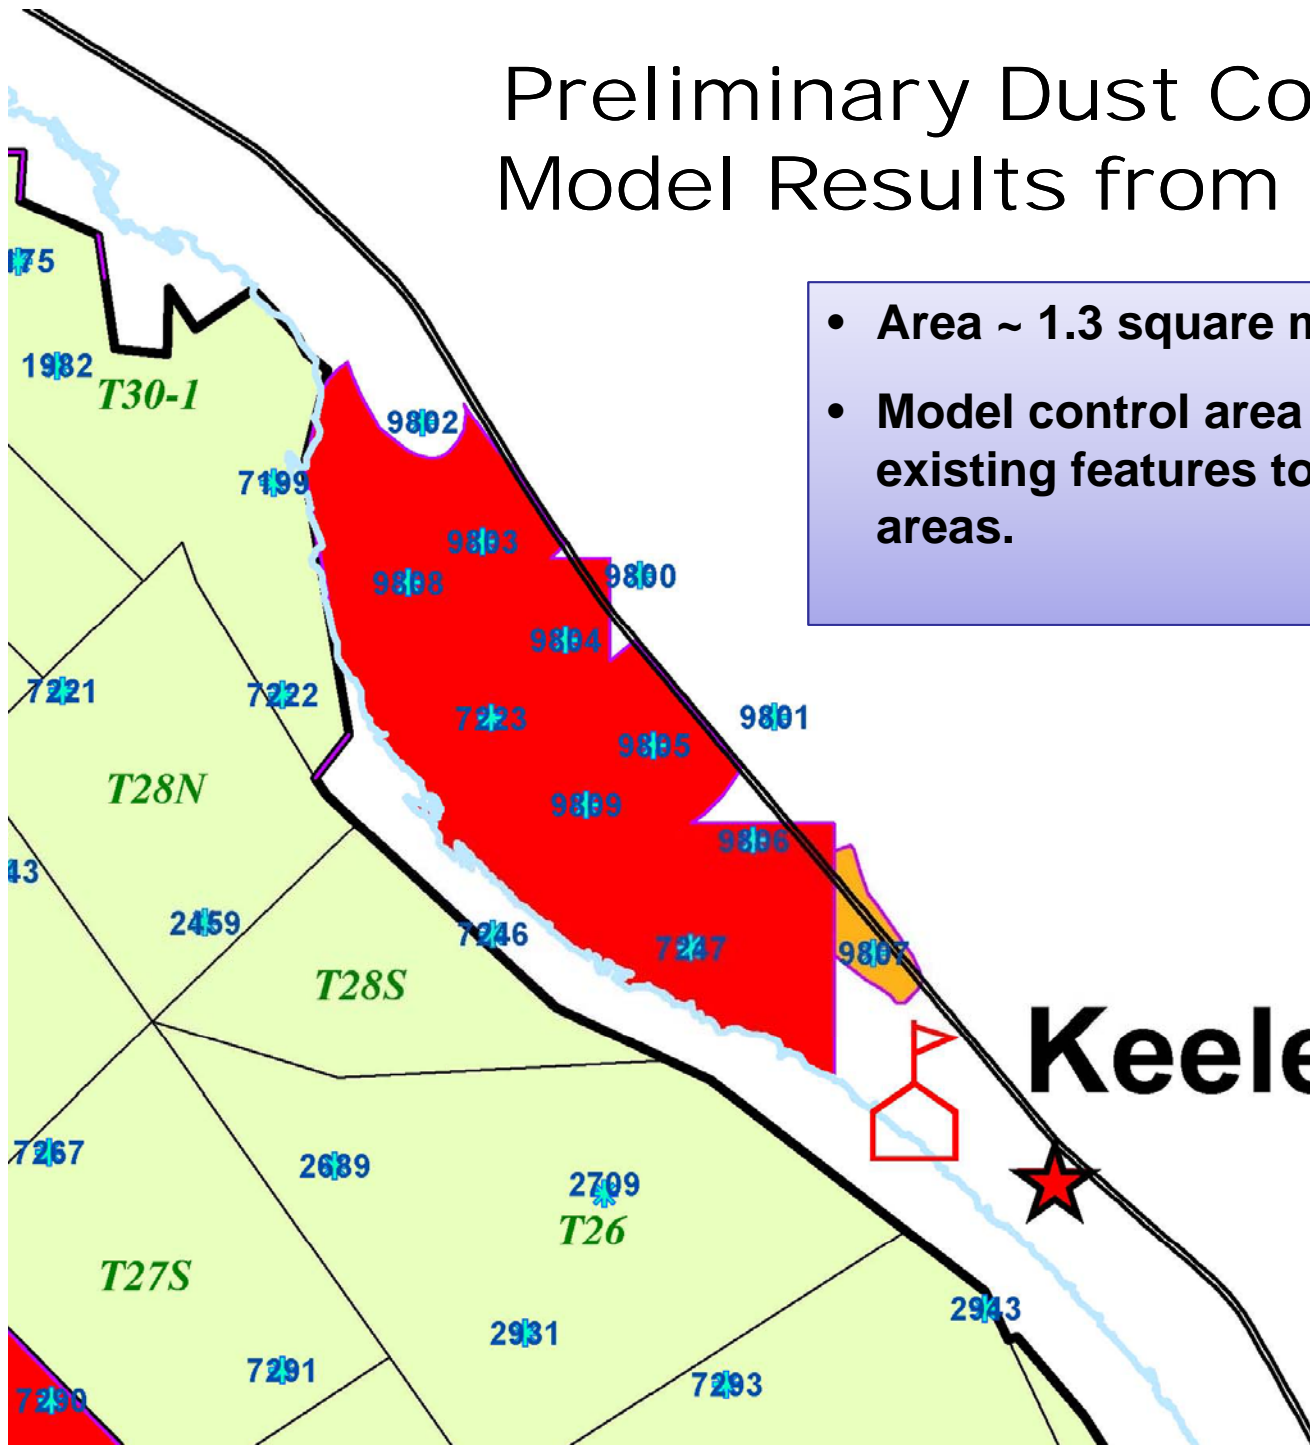 Preliminary Dust Co
Model Results from
• Area ~ 1.3 square m
• Model control area
existing features to
areas.
175
1982
T30-1
9802
7199
9803
9808
9800
9804
7221
7222
7223
9801
9805
T28N
9809
9806
43
2459
7246
7247
9807
T28S
Keele
7267
2689
2709
T26
T27S
2943
2931
7291
7293
7290